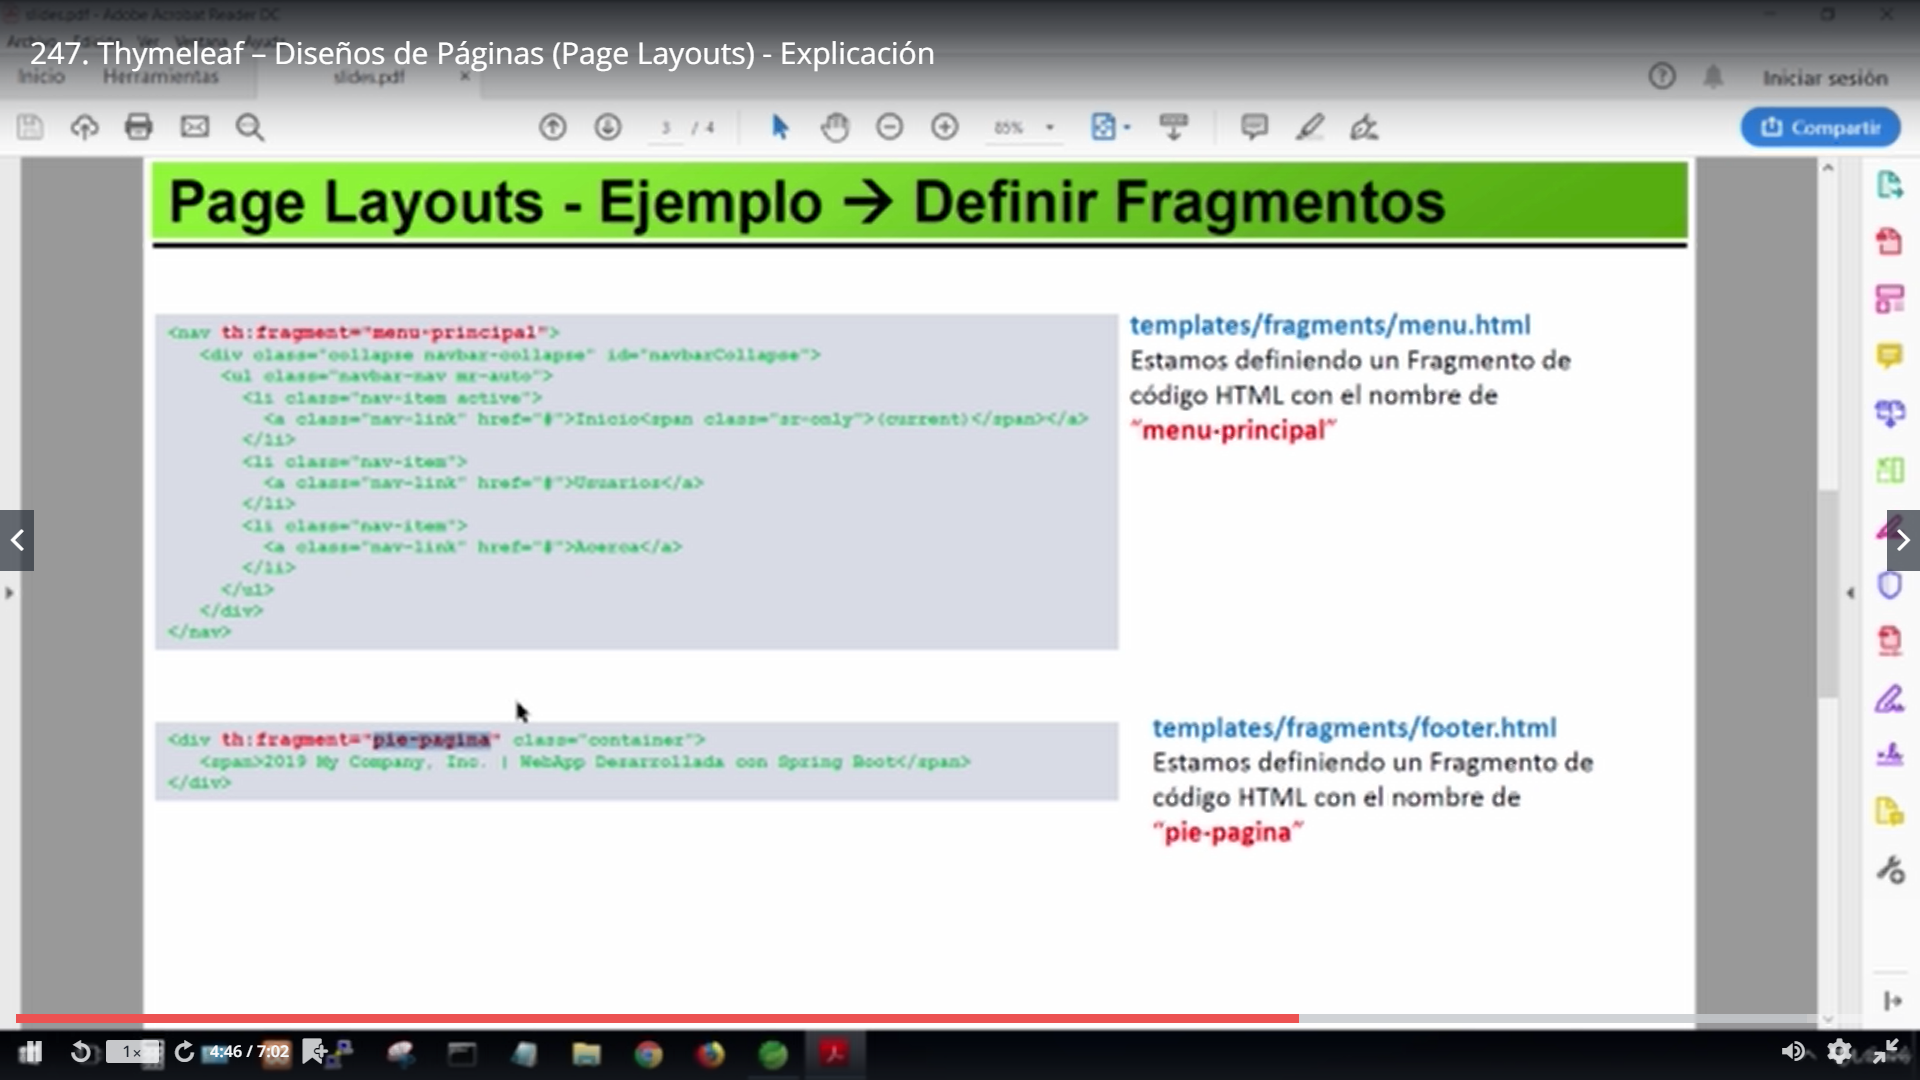 slides.pdf - Adobe Acrobat Reader DC
Archivo Edición Ver Ventana Ayuda
247. Thymeleaf – Diseños de Páginas (Page Layouts) - Explicación
Inicio Herramientas slides.pdf × Iniciar sesión
3 / 4 85% Compartir
Page Layouts - Ejemplo → Definir Fragmentos
<nav th:fragment="menu-principal">
<div class="collapse navbar-collapse" id="navbarCollapse">
<ul class="navbar-nav mr-auto">
<li class="nav-item active">
<a class="nav-link" href="#">Inicio<span class="sr-only">(current)</span></a>
</li>
<li class="nav-item">
<a class="nav-link" href="#">Usuarios</a>
</li>
<li class="nav-item">
<a class="nav-link" href="#">Acerca</a>
</li>
</ul>
</div>
</nav>
templates/fragments/menu.html
Estamos definiendo un Fragmento de
código HTML con el nombre de
“menu-principal”
<div th:fragment="pie-pagina" class="container">
<span>2019 My Company, Inc. | WebApp Desarrollada con Spring Boot</span>
</div>
templates/fragments/footer.html
Estamos definiendo un Fragmento de
código HTML con el nombre de
“pie-pagina”
1× 4:46 / 7:02